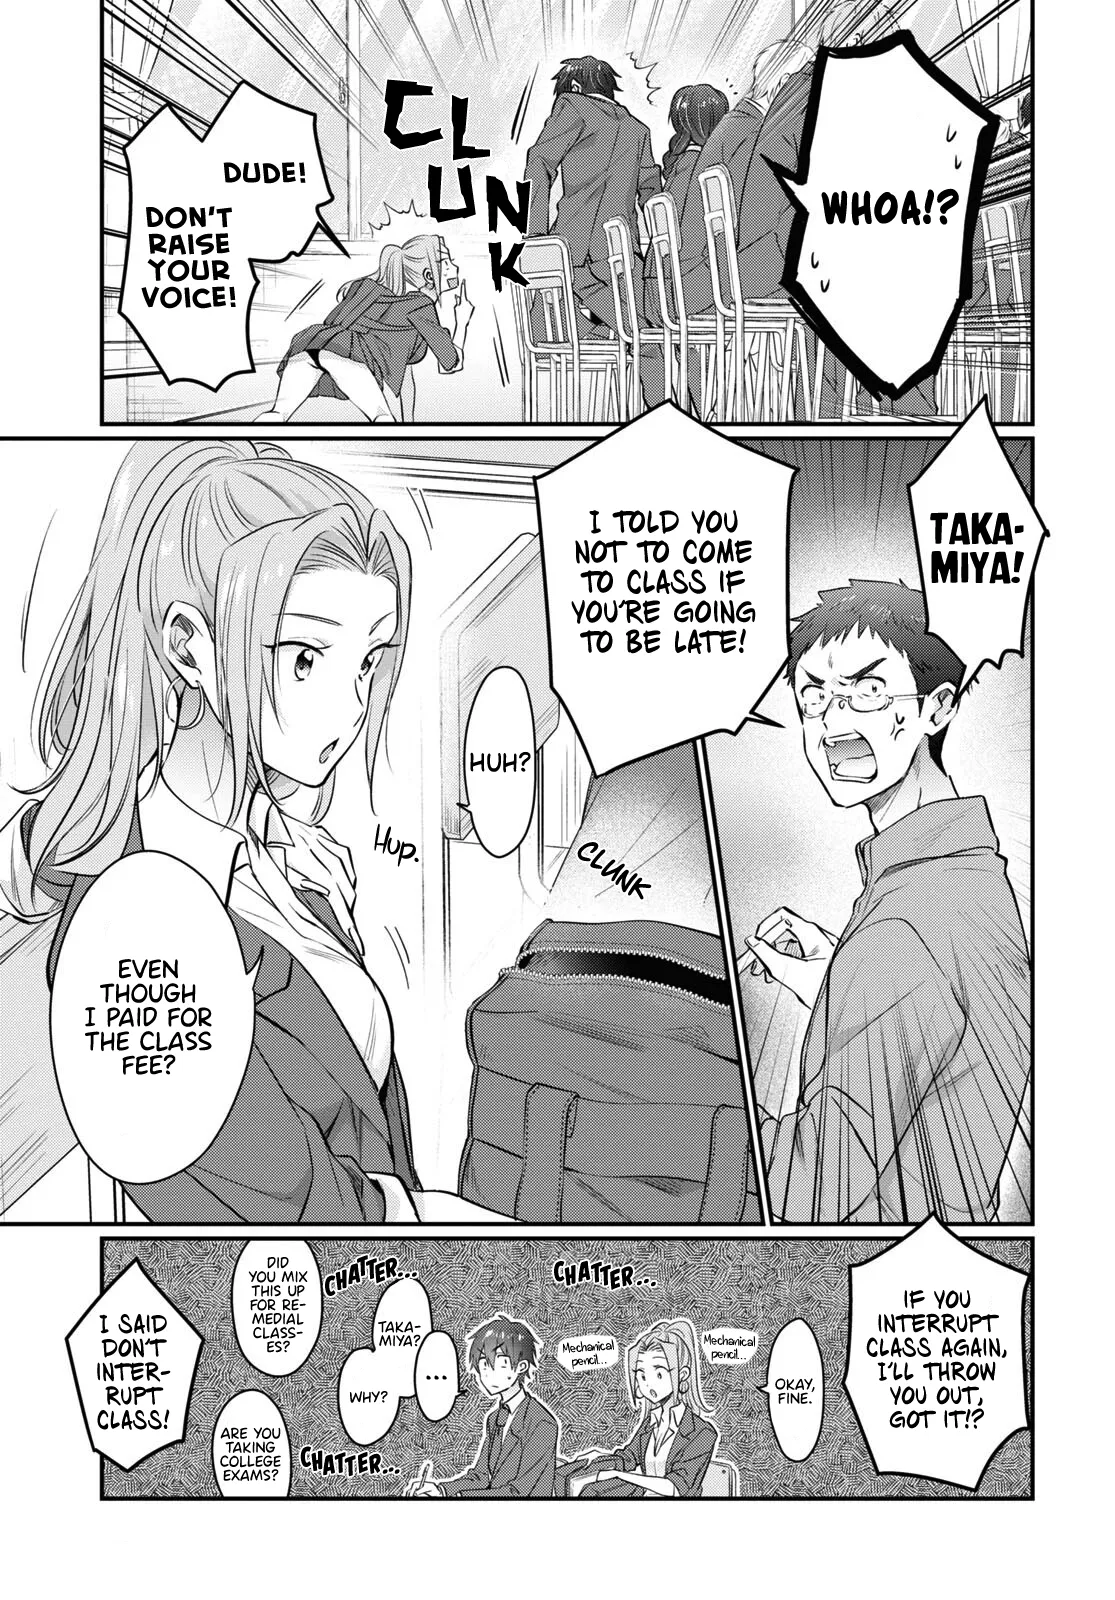 WHOA!?
CLUNK
DUDE!
DON'T
RAISE
YOUR
VOICE!
TAKA-
MIYA!
I TOLD YOU
NOT TO COME
TO CLASS IF
YOU'RE GOING
TO BE LATE!
HUH?
Hup.
CLUNK
EVEN
THOUGH
I PAID FOR
THE CLASS
FEE?
IF YOU
INTERRUPT
CLASS AGAIN,
I'LL THROW
YOU OUT,
GOT IT!?
OKAY,
FINE.
Mechanical
pencil...
Mechanical
pencil...
CHATTER...
...
TAKA-
MIYA?
WHY?
CHATTER...
CHATTER...
DID
YOU MIX
THIS UP
FOR RE-
MEDIAL
CLASS-
ES?
ARE YOU
TAKING
COLLEGE
EXAMS?
I SAID
DON'T
INTER-
RUPT
CLASS!